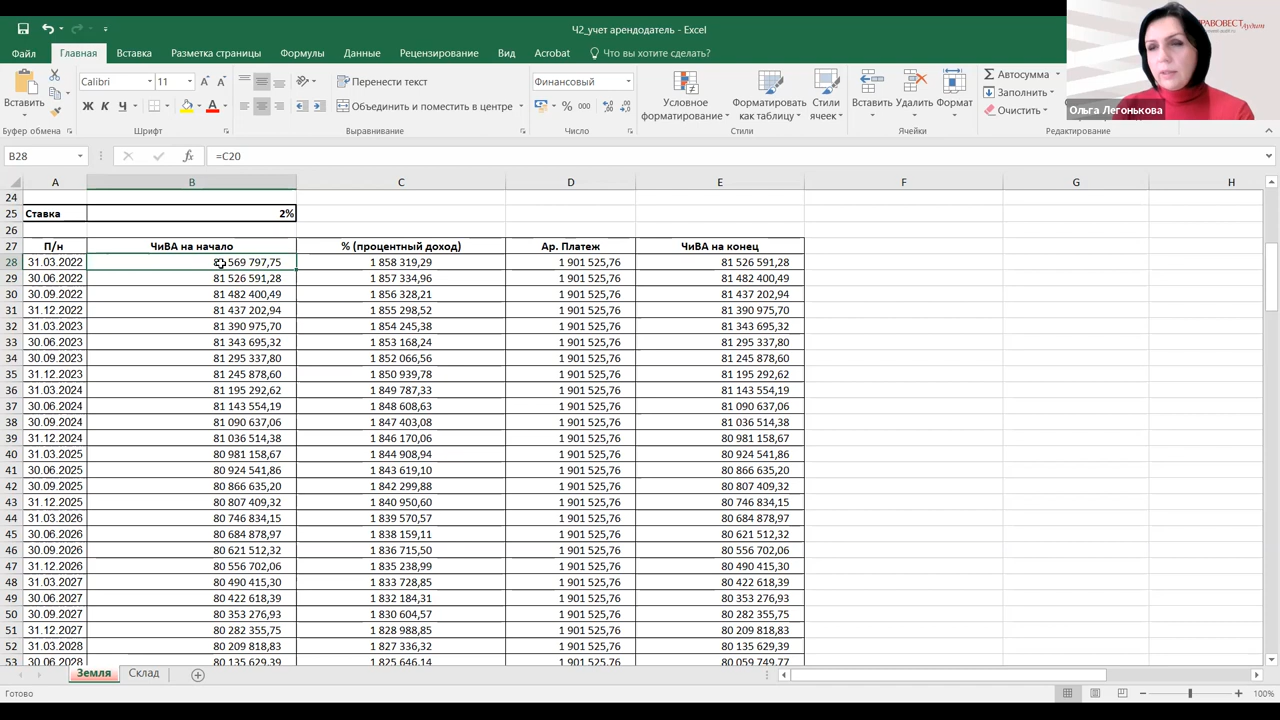 Ч2_учет арендодатель - Excel
Файл Главная Вставка Разметка страницы Формулы Данные Рецензирование Вид Acrobat Что вы хотите сделать?
ПРАВОВЕСТ Аудит
Ольга Легонькова
Вставить
Calibri 11
Ж К Ч
Перенести текст
Объединить и поместить в центре
Финансовый
% 000
Условное форматирование
Форматировать как таблицу
Стили ячеек
Вставить Удалить Формат
Автосумма
Заполнить
Очистить
Буфер обмена Шрифт Выравнивание Число Стили Ячейки Редактирование
B28 fx =C20
A B C D E F G H
24
25 Ставка 2%
26
27 П/н ЧиВА на начало % (процентный доход) Ар. Платеж ЧиВА на конец
28 31.03.2022 81 569 797,75 1 858 319,29 1 901 525,76 81 526 591,28
29 30.06.2022 81 526 591,28 1 857 334,96 1 901 525,76 81 482 400,49
30 30.09.2022 81 482 400,49 1 856 328,21 1 901 525,76 81 437 202,94
31 31.12.2022 81 437 202,94 1 855 298,52 1 901 525,76 81 390 975,70
32 31.03.2023 81 390 975,70 1 854 245,38 1 901 525,76 81 343 695,32
33 30.06.2023 81 343 695,32 1 853 168,24 1 901 525,76 81 295 337,80
34 30.09.2023 81 295 337,80 1 852 066,56 1 901 525,76 81 245 878,60
35 31.12.2023 81 245 878,60 1 850 939,78 1 901 525,76 81 195 292,62
36 31.03.2024 81 195 292,62 1 849 787,33 1 901 525,76 81 143 554,19
37 30.06.2024 81 143 554,19 1 848 608,63 1 901 525,76 81 090 637,06
38 30.09.2024 81 090 637,06 1 847 403,08 1 901 525,76 81 036 514,38
39 31.12.2024 81 036 514,38 1 846 170,06 1 901 525,76 80 981 158,67
40 31.03.2025 80 981 158,67 1 844 908,94 1 901 525,76 80 924 541,86
41 30.06.2025 80 924 541,86 1 843 619,10 1 901 525,76 80 866 635,20
42 30.09.2025 80 866 635,20 1 842 299,88 1 901 525,76 80 807 409,32
43 31.12.2025 80 807 409,32 1 840 950,60 1 901 525,76 80 746 834,15
44 31.03.2026 80 746 834,15 1 839 570,57 1 901 525,76 80 684 878,97
45 30.06.2026 80 684 878,97 1 838 159,11 1 901 525,76 80 621 512,32
46 30.09.2026 80 621 512,32 1 836 715,50 1 901 525,76 80 556 702,06
47 31.12.2026 80 556 702,06 1 835 238,99 1 901 525,76 80 490 415,30
48 31.03.2027 80 490 415,30 1 833 728,85 1 901 525,76 80 422 618,39
49 30.06.2027 80 422 618,39 1 832 184,31 1 901 525,76 80 353 276,93
50 30.09.2027 80 353 276,93 1 830 604,57 1 901 525,76 80 282 355,75
51 31.12.2027 80 282 355,75 1 828 988,85 1 901 525,76 80 209 818,83
52 31.03.2028 80 209 818,83 1 827 336,32 1 901 525,76 80 135 629,39
53 30.06.2028 80 135 629,39 1 825 646,14 1 901 525,76 80 059 749,77
Земля Склад
Готово 100%